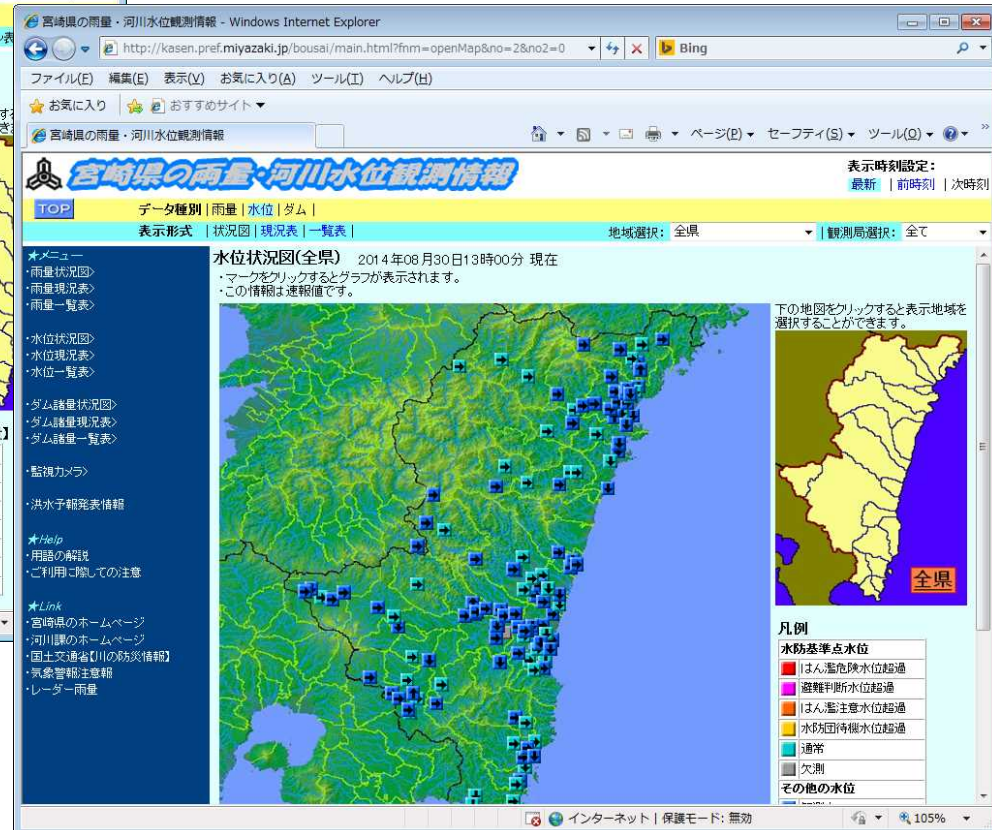 宮崎県の雨量・河川水位観測情報 - Windows Internet Explorer
http://kasen.pref.miyazaki.jp/bousai/main.html?fnm=openMap&no=2&no2=0
Bing
ファイル(F) 編集(E) 表示(V) お気に入り(A) ツール(T) ヘルプ(H)
お気に入り おすすめサイト▼
宮崎県の雨量・河川水位観測情報
ページ(P)▼ セーフティ(S)▼ ツール(O)▼
宮崎県の雨量・河川水位観測情報
表示時刻設定:
最新 | 前時刻 | 次時刻
TOP
データ種別 | 雨量 | 水位 | ダム |
表示形式 | 状況図 | 現況表 | 一覧表 |
地域選択: 全県 | 観測局選択: 全て
★メニュー
・雨量状況図>
・雨量現況表>
・雨量一覧表>
・水位状況図>
・水位現況表>
・水位一覧表>
・ダム諸量状況図>
・ダム諸量現況表>
・ダム諸量一覧表>
・監視カメラ>
・洪水予報発表情報
★Help
・用語の解説
・ご利用に際しての注意
★Link
・宮崎県のホームページ
・河川課のホームページ
・国土交通省【川の防災情報】
・気象警報注意報
・レーダー雨量
水位状況図(全県) 2014年08月30日13時00分 現在
・マークをクリックするとグラフが表示されます。
・この情報は速報値です。
下の地図をクリックすると表示地域を
選択することができます。
全県
凡例
水防基準点水位
はん濫危険水位超過
避難判断水位超過
はん濫注意水位超過
水防団待機水位超過
通常
欠測
その他の水位
インターネット | 保護モード: 無効
105%